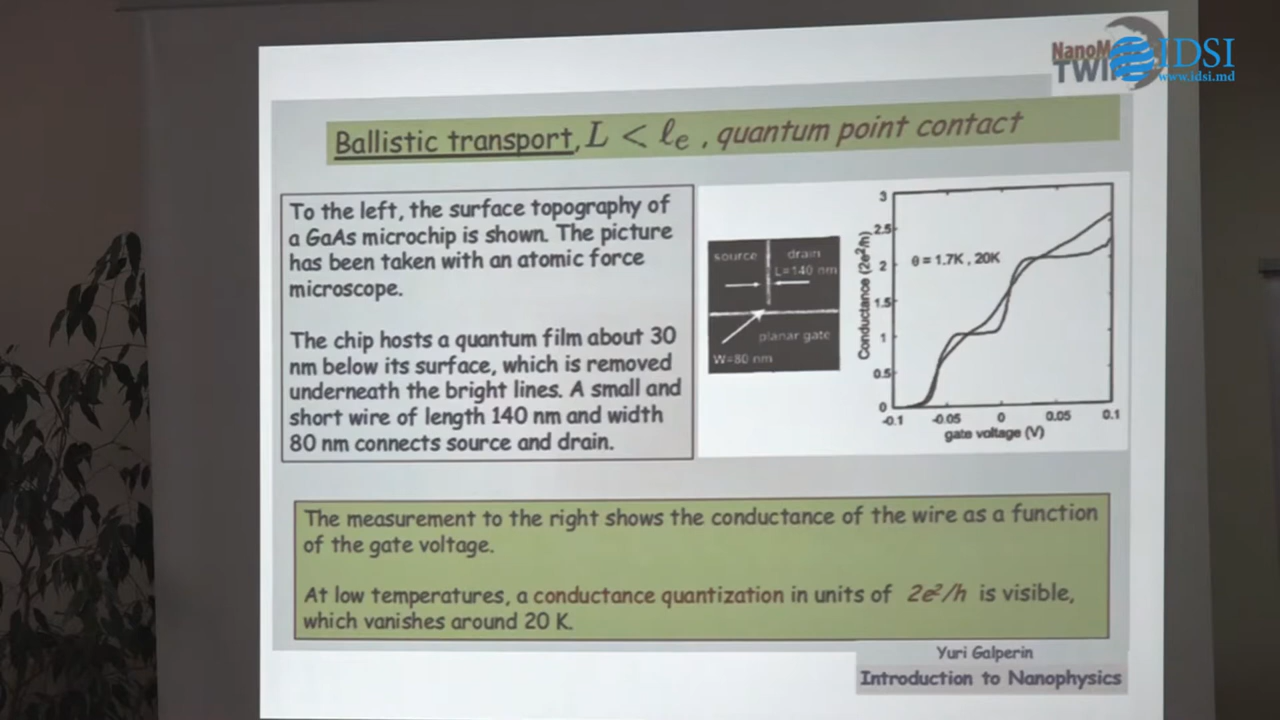 NanoM
TWI
IDSI
www.idsi.md
Ballistic transport, L < ℓe , quantum point contact
To the left, the surface topography of
a GaAs microchip is shown. The picture
has been taken with an atomic force
microscope.
The chip hosts a quantum film about 30
nm below its surface, which is removed
underneath the bright lines. A small and
short wire of length 140 nm and width
80 nm connects source and drain.
source
drain
L=140 nm
planar gate
W=80 nm
Conductance (2e²/h)
3
2.5
2
1.5
1
0.5
0
θ = 1.7K , 20K
-0.1 -0.05 0 0.05 0.1
gate voltage (V)
The measurement to the right shows the conductance of the wire as a function
of the gate voltage.
At low temperatures, a conductance quantization in units of 2e²/h is visible,
which vanishes around 20 K.
Yuri Galperin
Introduction to Nanophysics